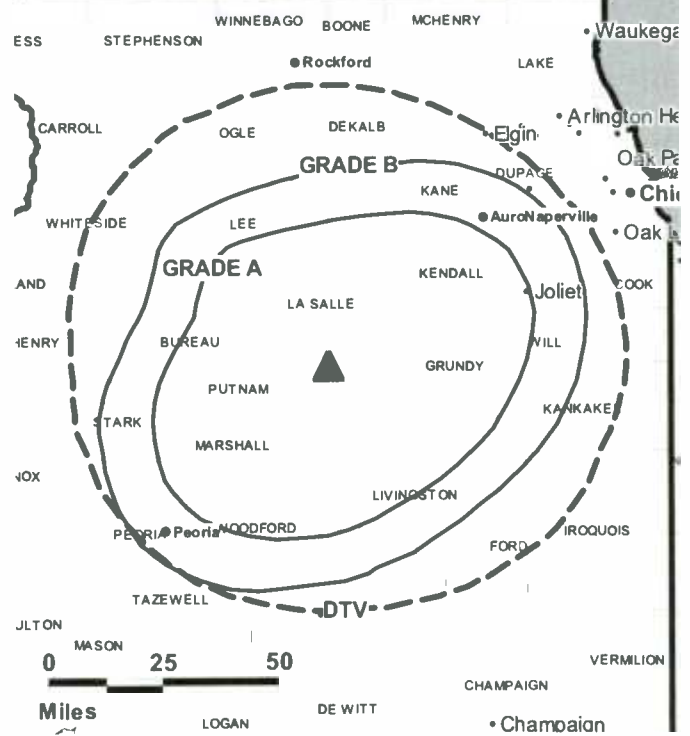 WINNEBAGO
BOONE
MCHENRY
Waukega
ESS
STEPHENSON
Rockford
LAKE
CARROLL
OGLE
DEKALB
Elgin
Arlington He
GRADE B
DUPAGE
Oak Pa
KANE
Chi
WHITESIDE
LEE
AuroNaperville
Oak L
GRADE A
KENDALL
AND
LA SALLE
Joliet
COOK
HENRY
BUREAU
GRUNDY
WILL
PUTNAM
STARK
KANKAKE
MARSHALL
NOX
LIVINGSTON
PEORIA
Peoria
WOODFORD
FORD
IROQUOIS
TAZEWELL
DTV
ULTON
MASON
0 25 50
VERMILION
Miles
CHAMPAIGN
DE WITT
LOGAN
Champaign